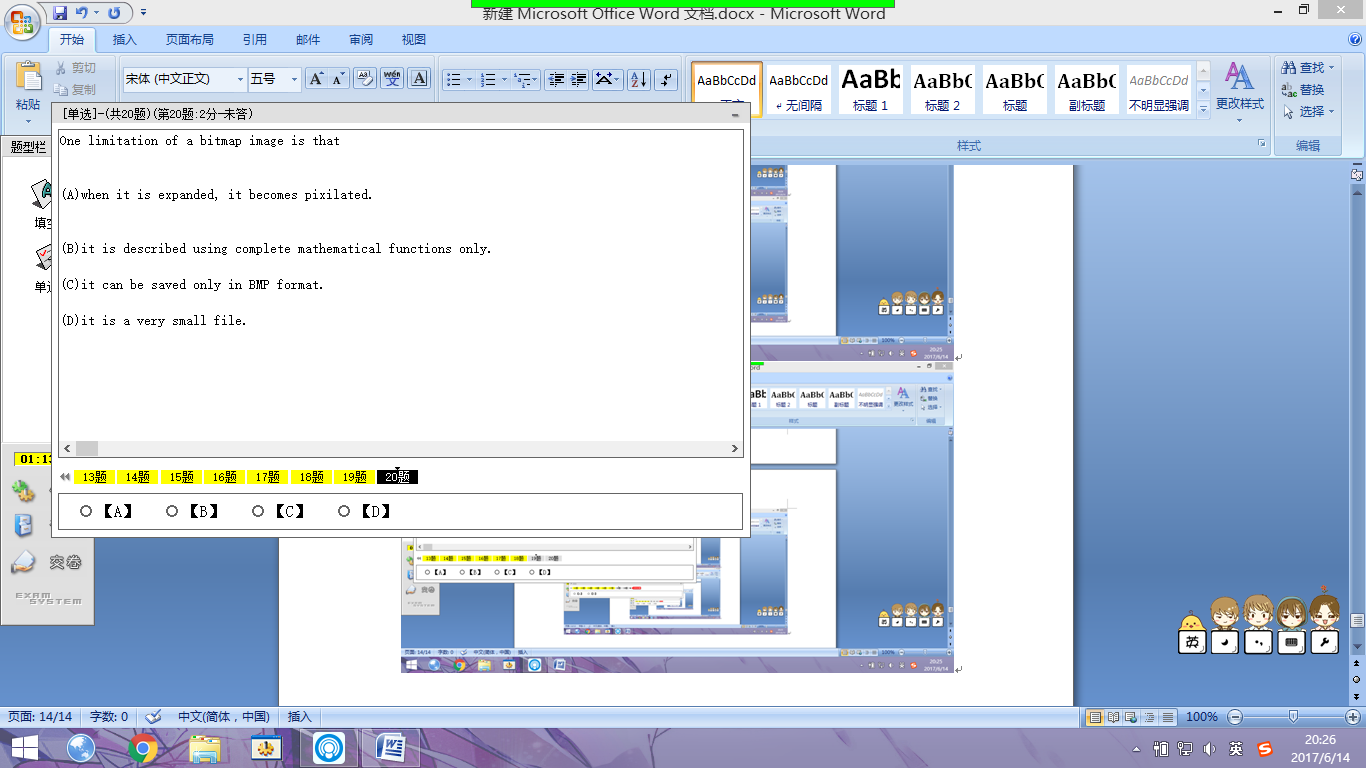 新建 Microsoft Office Word 文档.docx - Microsoft Word
开始 插入 页面布局 引用 邮件 审阅 视图
剪切
宋体 (中文正文) 五号
AaBbCcDd AaBbCcDd AaBb AaBbC AaBbC AaBbC AaBbCcDd
查找
替换
选择
粘贴 复制
无间隔 标题 1 标题 2 标题 副标题 不明显强调 更改样式
样式 编辑
[单选]-(共20题)(第20题:2分-未答)
题型栏
One limitation of a bitmap image is that
(A)when it is expanded, it becomes pixilated.
(B)it is described using complete mathematical functions only.
(C)it can be saved only in BMP format.
(D)it is a very small file.
13题 14题 15题 16题 17题 18题 19题 20题
【A】 【B】 【C】 【D】
交卷
EXAM
SYSTEM
英
页面: 14/14 字数: 0 中文(简体，中国) 插入 100%
英
20:26
2017/6/14